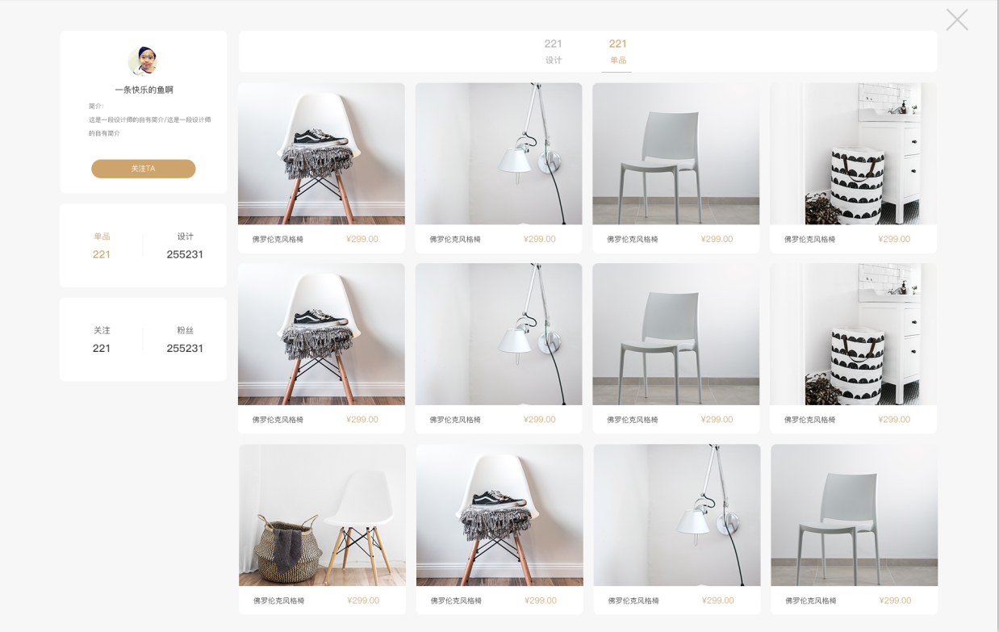 一条快乐的鱼啊
简介:
这是一段设计师的自有简介/这是一段设计师
的自有简介
关注TA
单品 设计
221 255231
关注 粉丝
221 255231
221 221
设计 单品
佛罗伦克风格椅 ¥299.00 佛罗伦克风格椅 ¥299.00 佛罗伦克风格椅 ¥299.00 佛罗伦克风格椅 ¥299.00
佛罗伦克风格椅 ¥299.00 佛罗伦克风格椅 ¥299.00 佛罗伦克风格椅 ¥299.00 佛罗伦克风格椅 ¥299.00
佛罗伦克风格椅 ¥299.00 佛罗伦克风格椅 ¥299.00 佛罗伦克风格椅 ¥299.00 佛罗伦克风格椅 ¥299.00